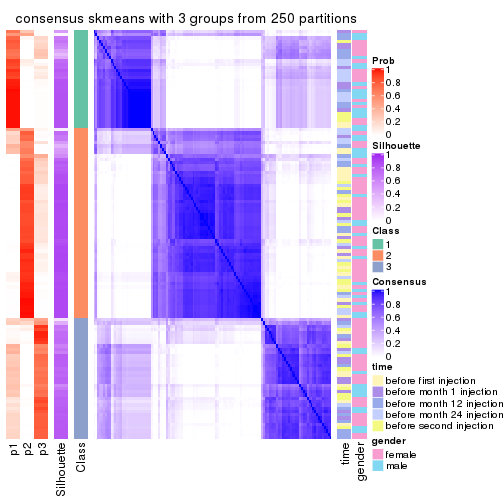 consensus skmeans with 3 groups from 250 partitions
Prob
1
0.8
0.6
0.4
0.2
0
Silhouette
1
0.8
0.6
0.4
0.2
0
Class
1
2
3
Consensus
1
0.8
0.6
0.4
0.2
0
time
before first injection
before month 1 injection
before month 12 injection
before month 24 injection
before second injection
gender
female
male
p1
p2
p3
Silhouette
Class
time
gender